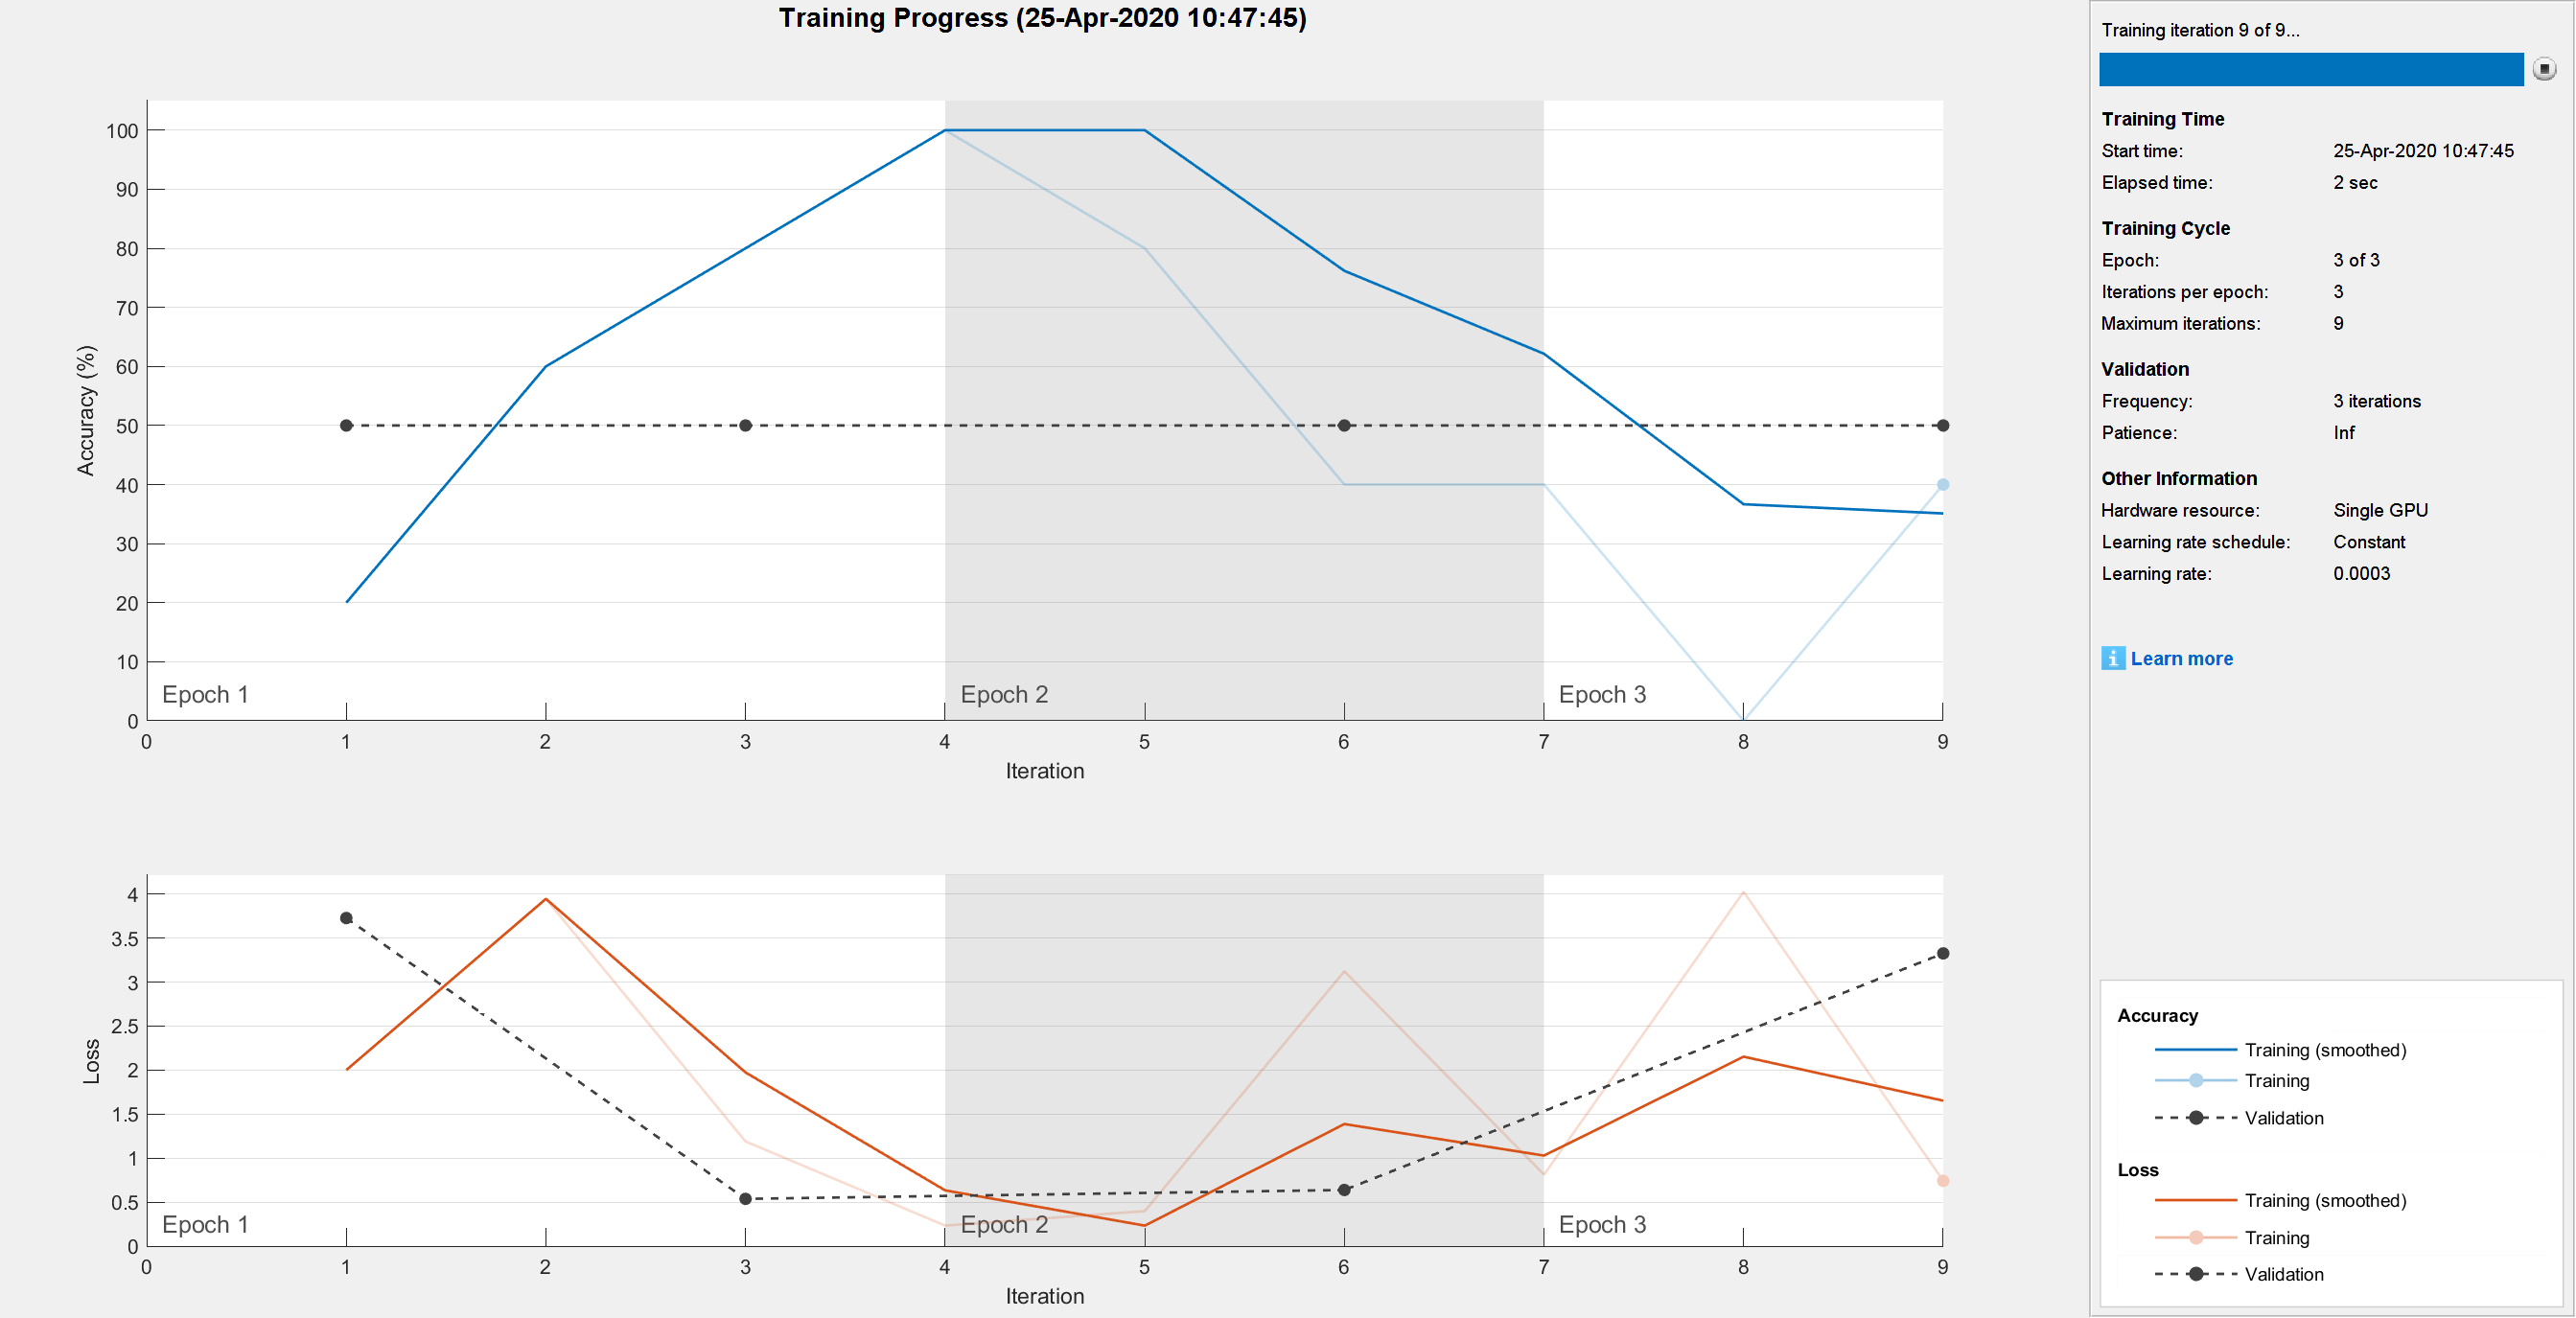 Training Progress (25-Apr-2020 10:47:45)
100
90
80
70
60
50
40
30
20
10
0
Accuracy (%)
Epoch 1
Epoch 2
Epoch 3
0 1 2 3 4 5 6 7 8 9
Iteration
4
3.5
3
2.5
2
1.5
1
0.5
0
Loss
Epoch 1
Epoch 2
Epoch 3
0 1 2 3 4 5 6 7 8 9
Iteration
Training iteration 9 of 9...
Training Time
Start time: 25-Apr-2020 10:47:45
Elapsed time: 2 sec
Training Cycle
Epoch: 3 of 3
Iterations per epoch: 3
Maximum iterations: 9
Validation
Frequency: 3 iterations
Patience: Inf
Other Information
Hardware resource: Single GPU
Learning rate schedule: Constant
Learning rate: 0.0003
i Learn more
Accuracy
Training (smoothed)
Training
Validation
Loss
Training (smoothed)
Training
Validation